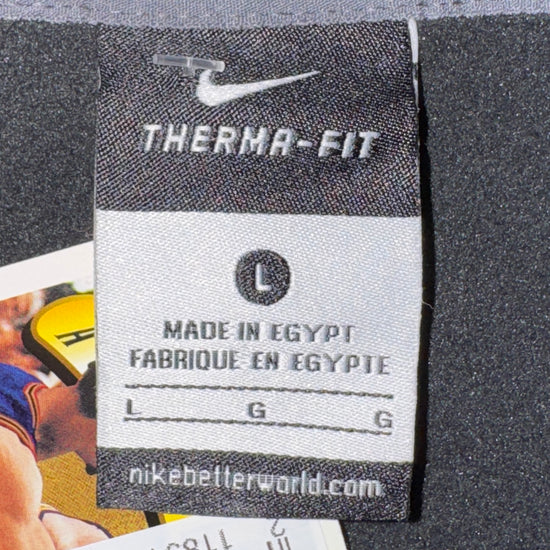 THERMA-FIT
L
MADE IN EGYPT
FABRIQUE EN EGYPTE
L G G
nikebetterworld.com